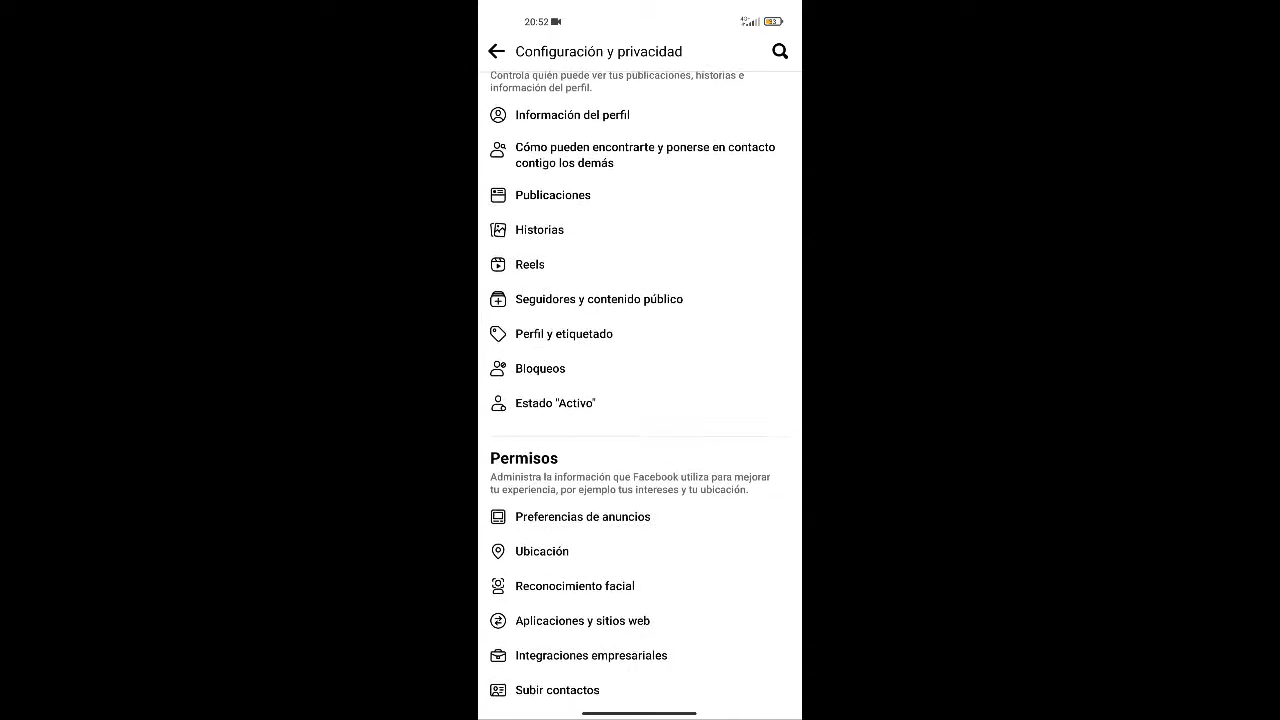 20:52
4G+
Configuración y privacidad
Controla quién puede ver tus publicaciones, historias e
información del perfil.
Información del perfil
Cómo pueden encontrarte y ponerse en contacto
contigo los demás
Publicaciones
Historias
Reels
Seguidores y contenido público
Perfil y etiquetado
Bloqueos
Estado "Activo"
Permisos
Administra la información que Facebook utiliza para mejorar
tu experiencia, por ejemplo tus intereses y tu ubicación.
Preferencias de anuncios
Ubicación
Reconocimiento facial
Aplicaciones y sitios web
Integraciones empresariales
Subir contactos